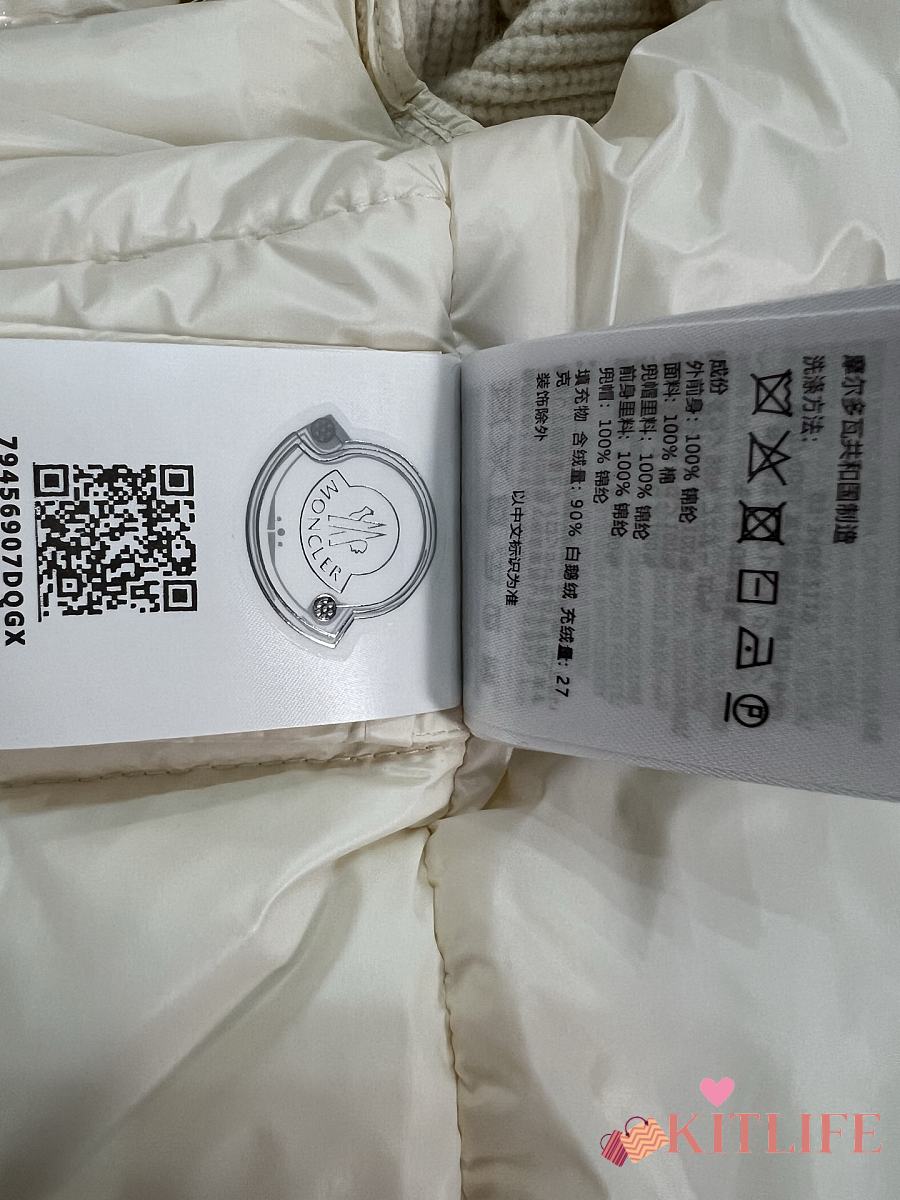 794569O7DQGX
MONCLER
摩尔多瓦共和国制造
洗涤方法:
成份
外前身: 100% 锦纶
面料: 100% 棉
兜帽里料: 100% 锦纶
前身里料: 100% 锦纶
兜帽: 100% 锦纶
填充物 含绒量: 90% 白鹅绒 充绒量: 27
克
装饰除外
以中文标识为准
KITLIFE